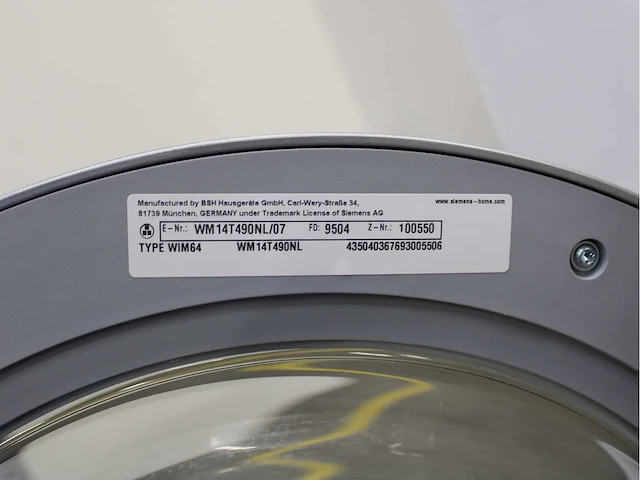 Manufactured by BSH Hausgeräte GmbH, Carl-Wery-Straße 34, www.siemens-home.com
81739 München, GERMANY under Trademark License of Siemens AG
E-Nr.: WM14T490NL/07 FD: 9504 Z-Nr.: 100550
TYPE WIM64 WM14T490NL 435040367693005506